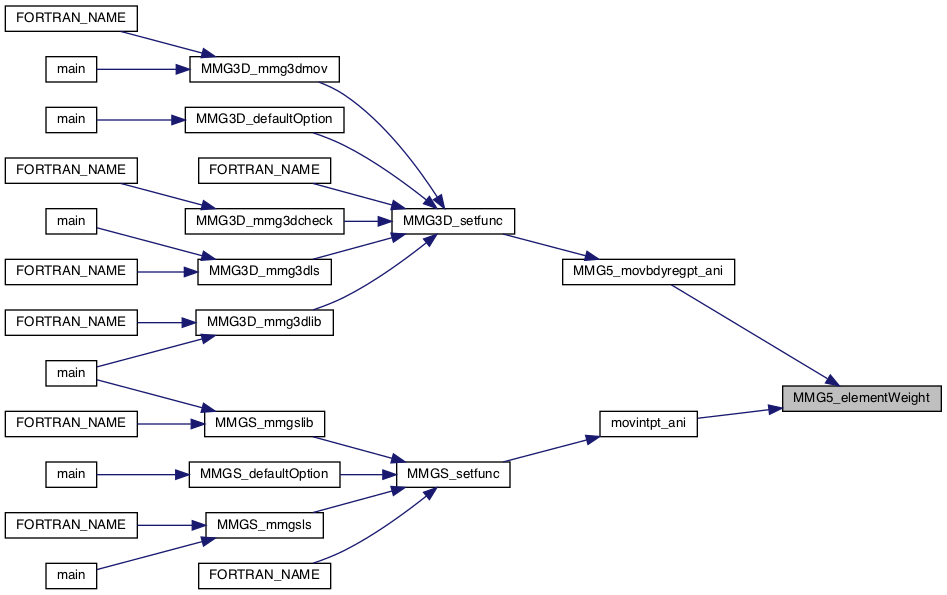 FORTRAN_NAME
main
MMG3D_mmg3dmov
main
MMG3D_defaultOption
FORTRAN_NAME
FORTRAN_NAME
main
MMG3D_mmg3dcheck
MMG3D_setfunc
FORTRAN_NAME
MMG3D_mmg3dls
MMG5_movbdyregpt_ani
FORTRAN_NAME
MMG3D_mmg3dlib
main
MMG5_elementWeight
FORTRAN_NAME
MMGS_mmgslib
movintpt_ani
main
MMGS_defaultOption
MMGS_setfunc
FORTRAN_NAME
MMGS_mmgsls
main
FORTRAN_NAME